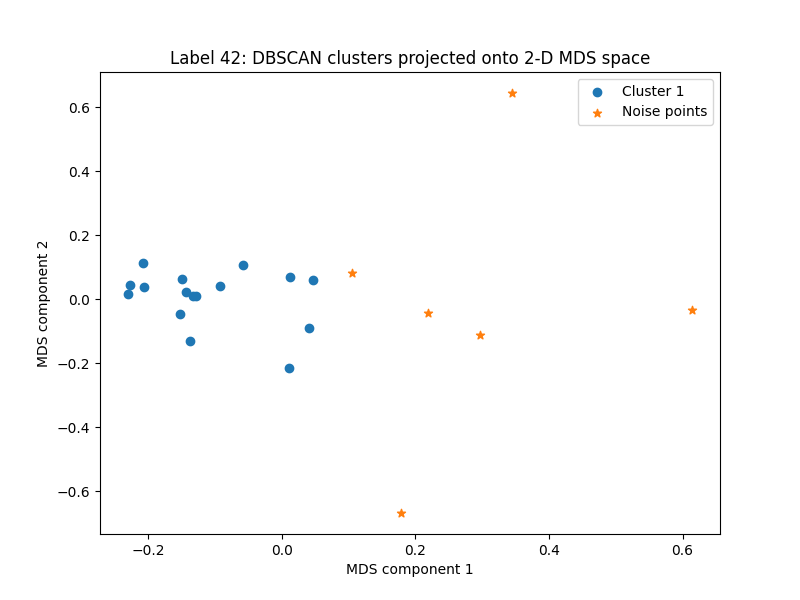 Label 42: DBSCAN clusters projected onto 2-D MDS space
Cluster 1
Noise points
0.6
0.4
0.2
0.0
−0.2
−0.4
−0.6
MDS component 2
−0.2
0.0
0.2
0.4
0.6
MDS component 1